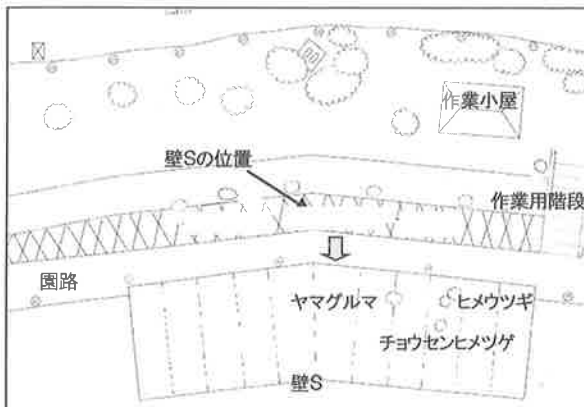 作業小屋
壁Sの位置
作業用階段
園路
ヤマグルマ
ヒメウツギ
チョウセンヒメツゲ
壁S